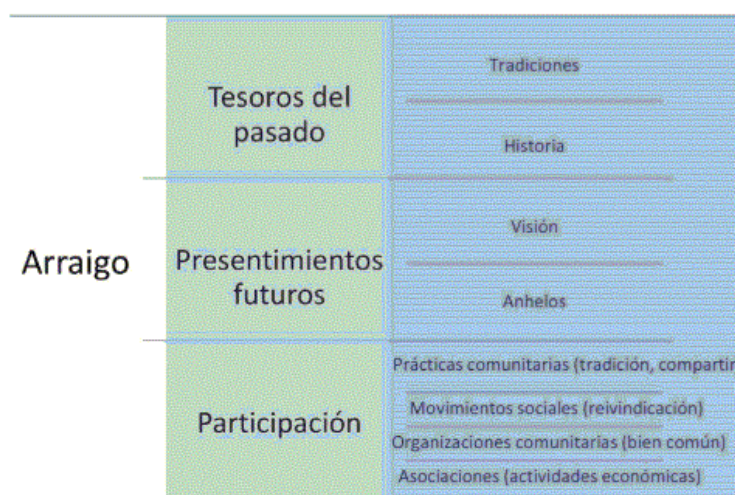 Arraigo
Tesoros del
pasado
Tradiciones
Historia
Presentimientos
futuros
Visión
Anhelos
Participación
Prácticas comunitarias (tradición, compartir
Movimientos sociales (reivindicación)
Organizaciones comunitarias (bien común)
Asociaciones (actividades económicas)